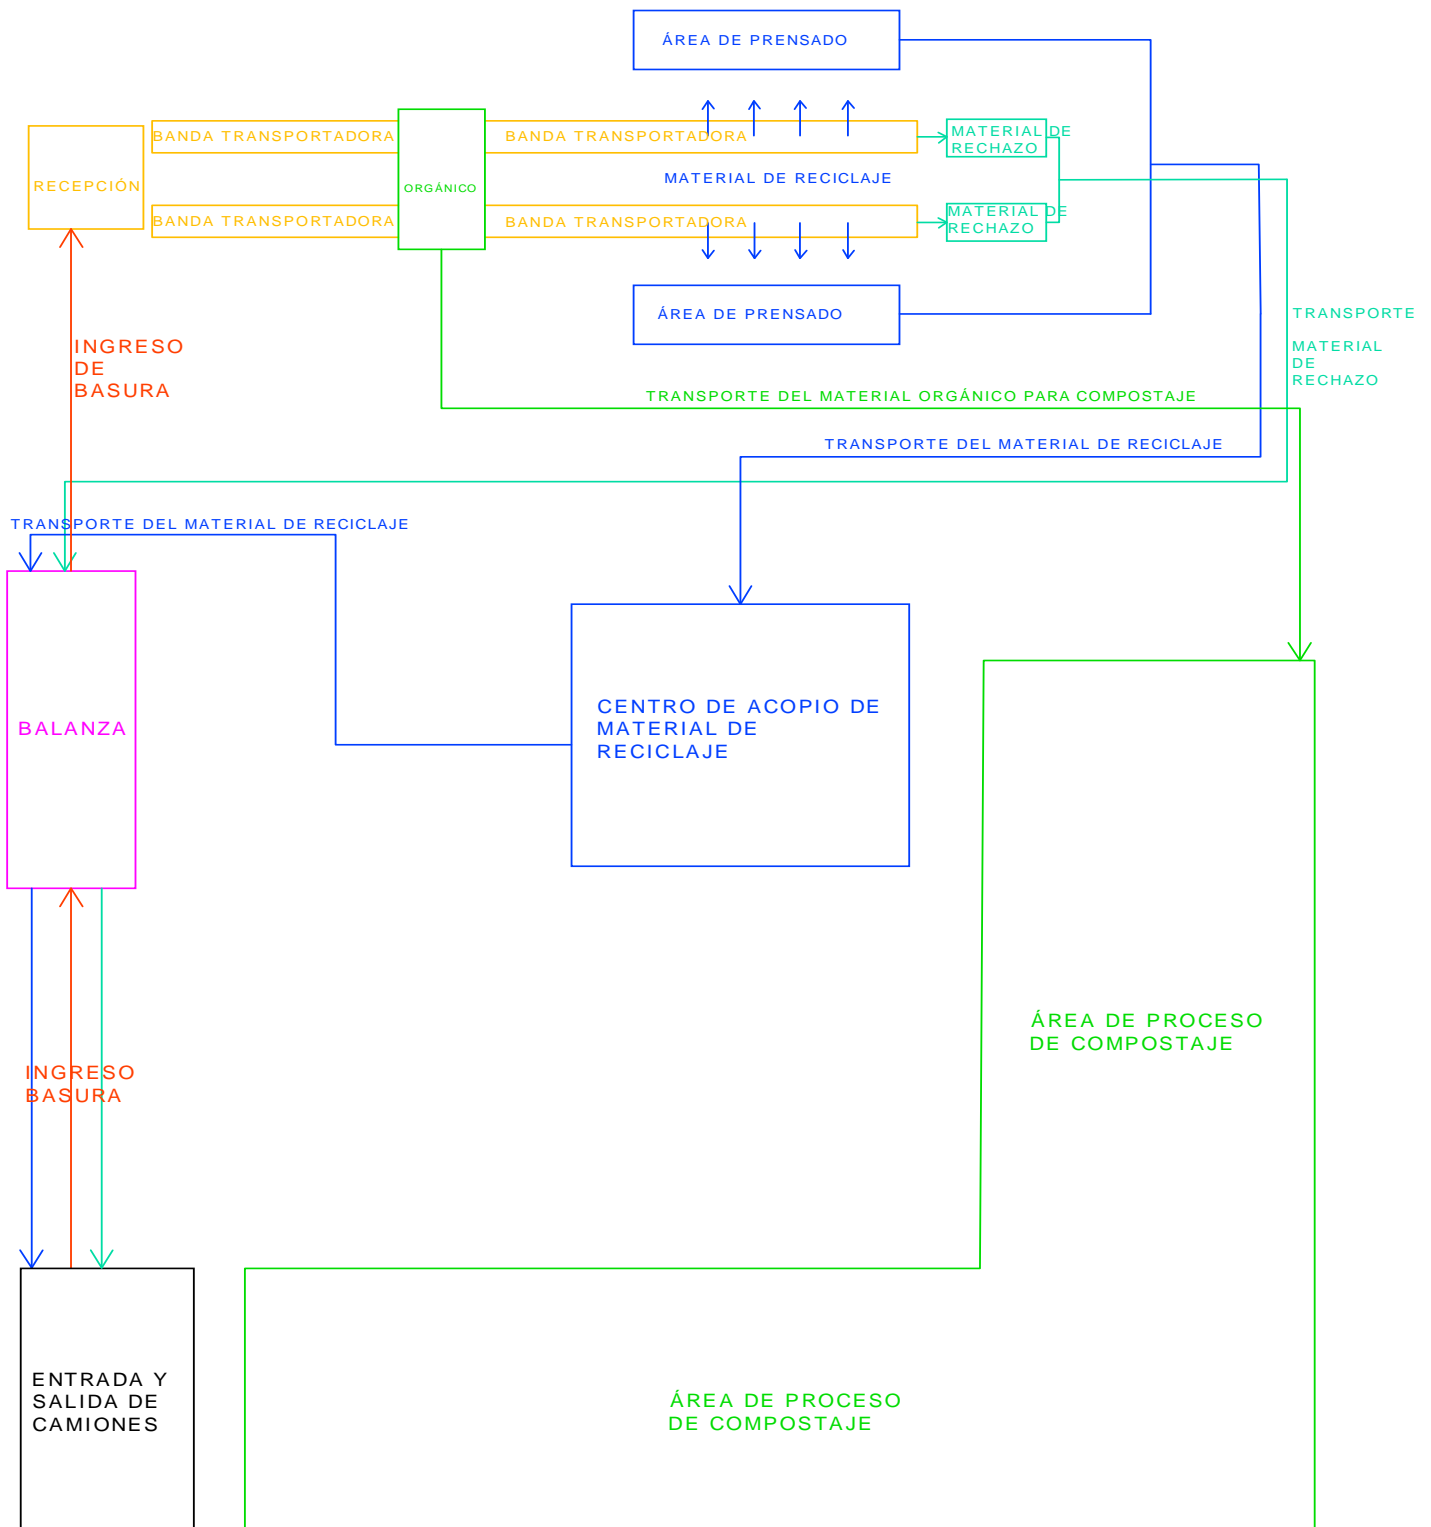 ÁREA DE PRENSADO
BANDA TRANSPORTADORA
BANDA TRANSPORTADORA
MATERIAL DE
RECHAZO
RECEPCIÓN
ORGÁNICO
MATERIAL DE RECICLAJE
BANDA TRANSPORTADORA
BANDA TRANSPORTADORA
MATERIAL DE
RECHAZO
ÁREA DE PRENSADO
TRANSPORTE
MATERIAL
DE
RECHAZO
INGRESO
DE
BASURA
TRANSPORTE DEL MATERIAL ORGÁNICO PARA COMPOSTAJE
TRANSPORTE DEL MATERIAL DE RECICLAJE
TRANSPORTE DEL MATERIAL DE RECICLAJE
BALANZA
CENTRO DE ACOPIO DE
MATERIAL DE
RECICLAJE
ÁREA DE PROCESO
DE COMPOSTAJE
INGRESO
BASURA
ENTRADA Y
SALIDA DE
CAMIONES
ÁREA DE PROCESO
DE COMPOSTAJE